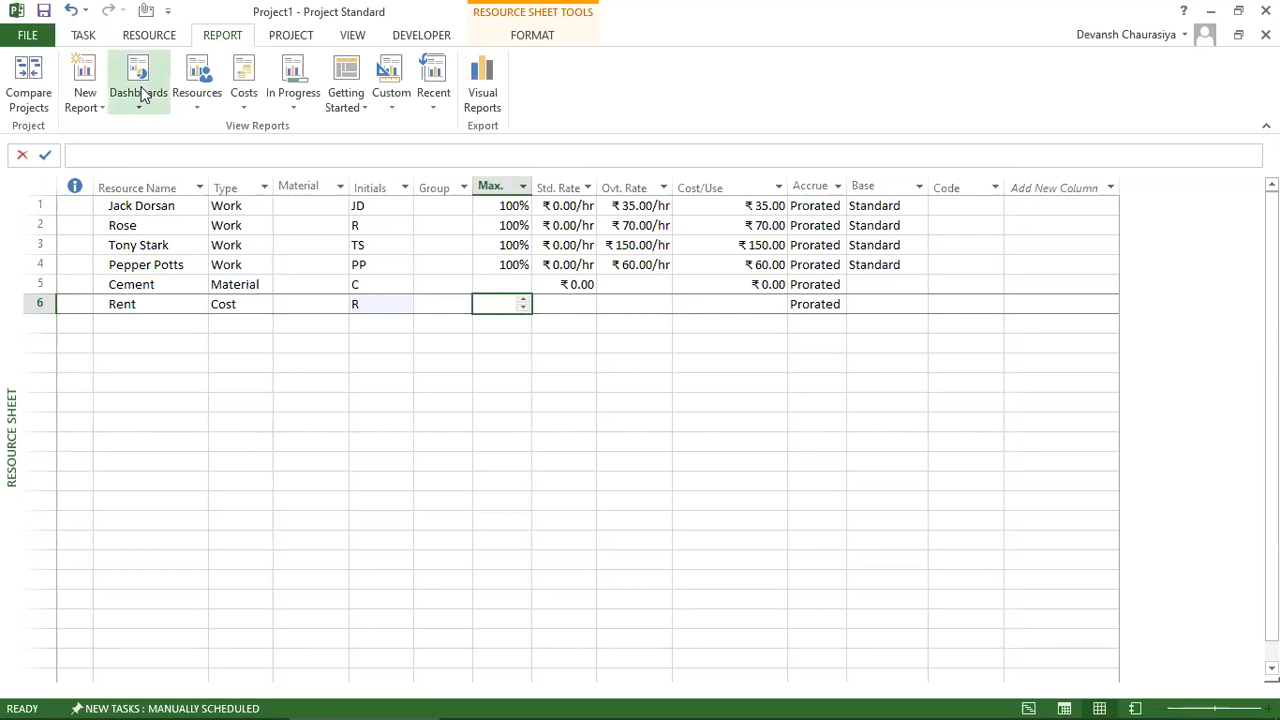 Project1 - Project Standard
RESOURCE SHEET TOOLS
?
FILE TASK RESOURCE REPORT PROJECT VIEW DEVELOPER FORMAT
Devansh Chaurasiya
Compare Projects
New Report
Dashboards
Resources
Costs
In Progress
Getting Started
Custom
Recent
Visual Reports
Project
View Reports
Export
Resource Name Type Material Initials Group Max. Std. Rate Ovt. Rate Cost/Use Accrue Base Code Add New Column
1 Jack Dorsan Work JD 100% ₹ 0.00/hr ₹ 35.00/hr ₹ 35.00 Prorated Standard
2 Rose Work R 100% ₹ 0.00/hr ₹ 70.00/hr ₹ 70.00 Prorated Standard
3 Tony Stark Work TS 100% ₹ 0.00/hr ₹ 150.00/hr ₹ 150.00 Prorated Standard
4 Pepper Potts Work PP 100% ₹ 0.00/hr ₹ 60.00/hr ₹ 60.00 Prorated Standard
5 Cement Material C ₹ 0.00 ₹ 0.00 Prorated
6 Rent Cost R Prorated
RESOURCE SHEET
READY NEW TASKS : MANUALLY SCHEDULED